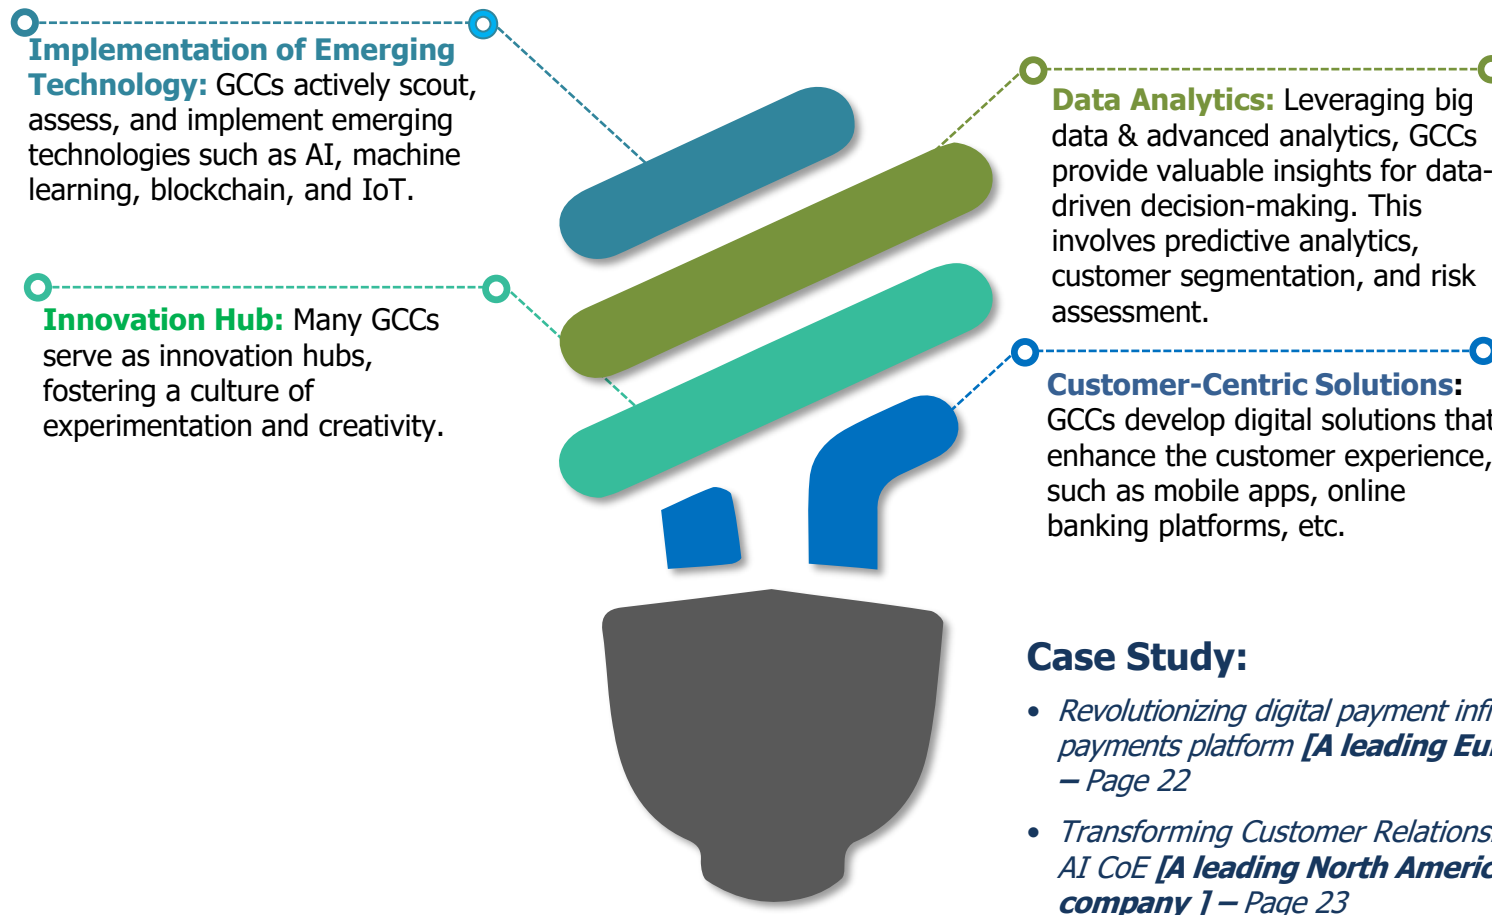 Implementation of Emerging
Technology: GCCs actively scout,
assess, and implement emerging
technologies such as AI, machine
learning, blockchain, and IoT.
Innovation Hub: Many GCCs
serve as innovation hubs,
fostering a culture of
experimentation and creativity.
Data Analytics: Leveraging big
data & advanced analytics, GCCs
provide valuable insights for data-
driven decision-making. This
involves predictive analytics,
customer segmentation, and risk
assessment.
Customer-Centric Solutions:
GCCs develop digital solutions that
enhance the customer experience,
such as mobile apps, online
banking platforms, etc.
Case Study:
• Revolutionizing digital payment
payments platform [A leading
– Page 22
• Transforming Customer
AI CoE [A leading North
company ] – Page 23